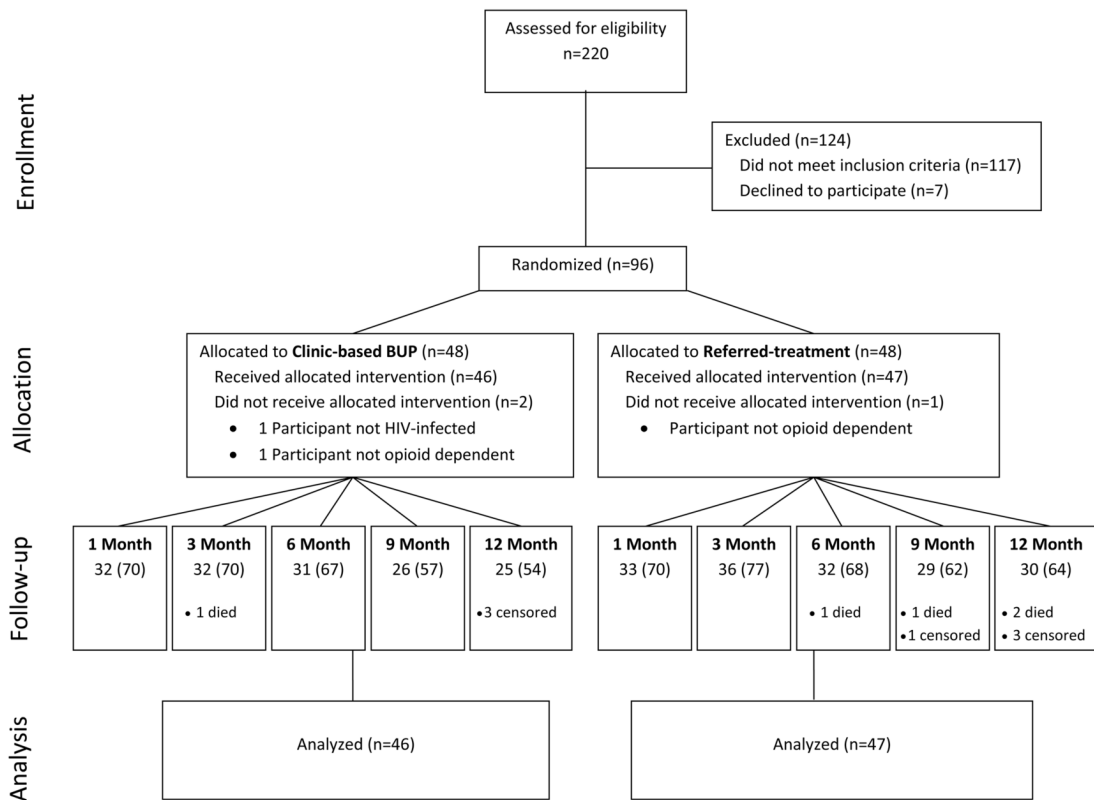 Enrollment
Assessed for eligibility
n=220
Excluded (n=124)
Did not meet inclusion criteria (n=117)
Declined to participate (n=7)
Randomized (n=96)
Allocation
Allocated to Clinic-based BUP (n=48)
Received allocated intervention (n=46)
Did not receive allocated intervention (n=2)
• 1 Participant not HIV-infected
• 1 Participant not opioid dependent
Allocated to Referred-treatment (n=48)
Received allocated intervention (n=47)
Did not receive allocated intervention (n=1)
• Participant not opioid dependent
Follow-up
1 Month
32 (70)
3 Month
32 (70)
• 1 died
6 Month
31 (67)
9 Month
26 (57)
12 Month
25 (54)
•3 censored
1 Month
33 (70)
3 Month
36 (77)
6 Month
32 (68)
• 1 died
9 Month
29 (62)
• 1 died
•1 censored
12 Month
30 (64)
• 2 died
• 3 censored
Analysis
Analyzed (n=46)
Analyzed (n=47)